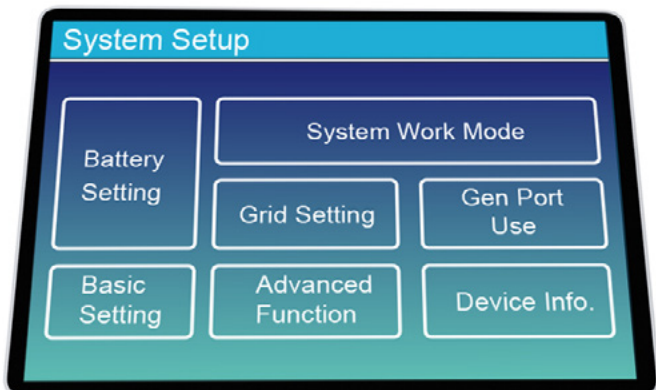 System Setup
System Work Mode
Battery
Setting
Grid Setting
Gen Port
Use
Basic
Setting
Advanced
Function
Device Info.